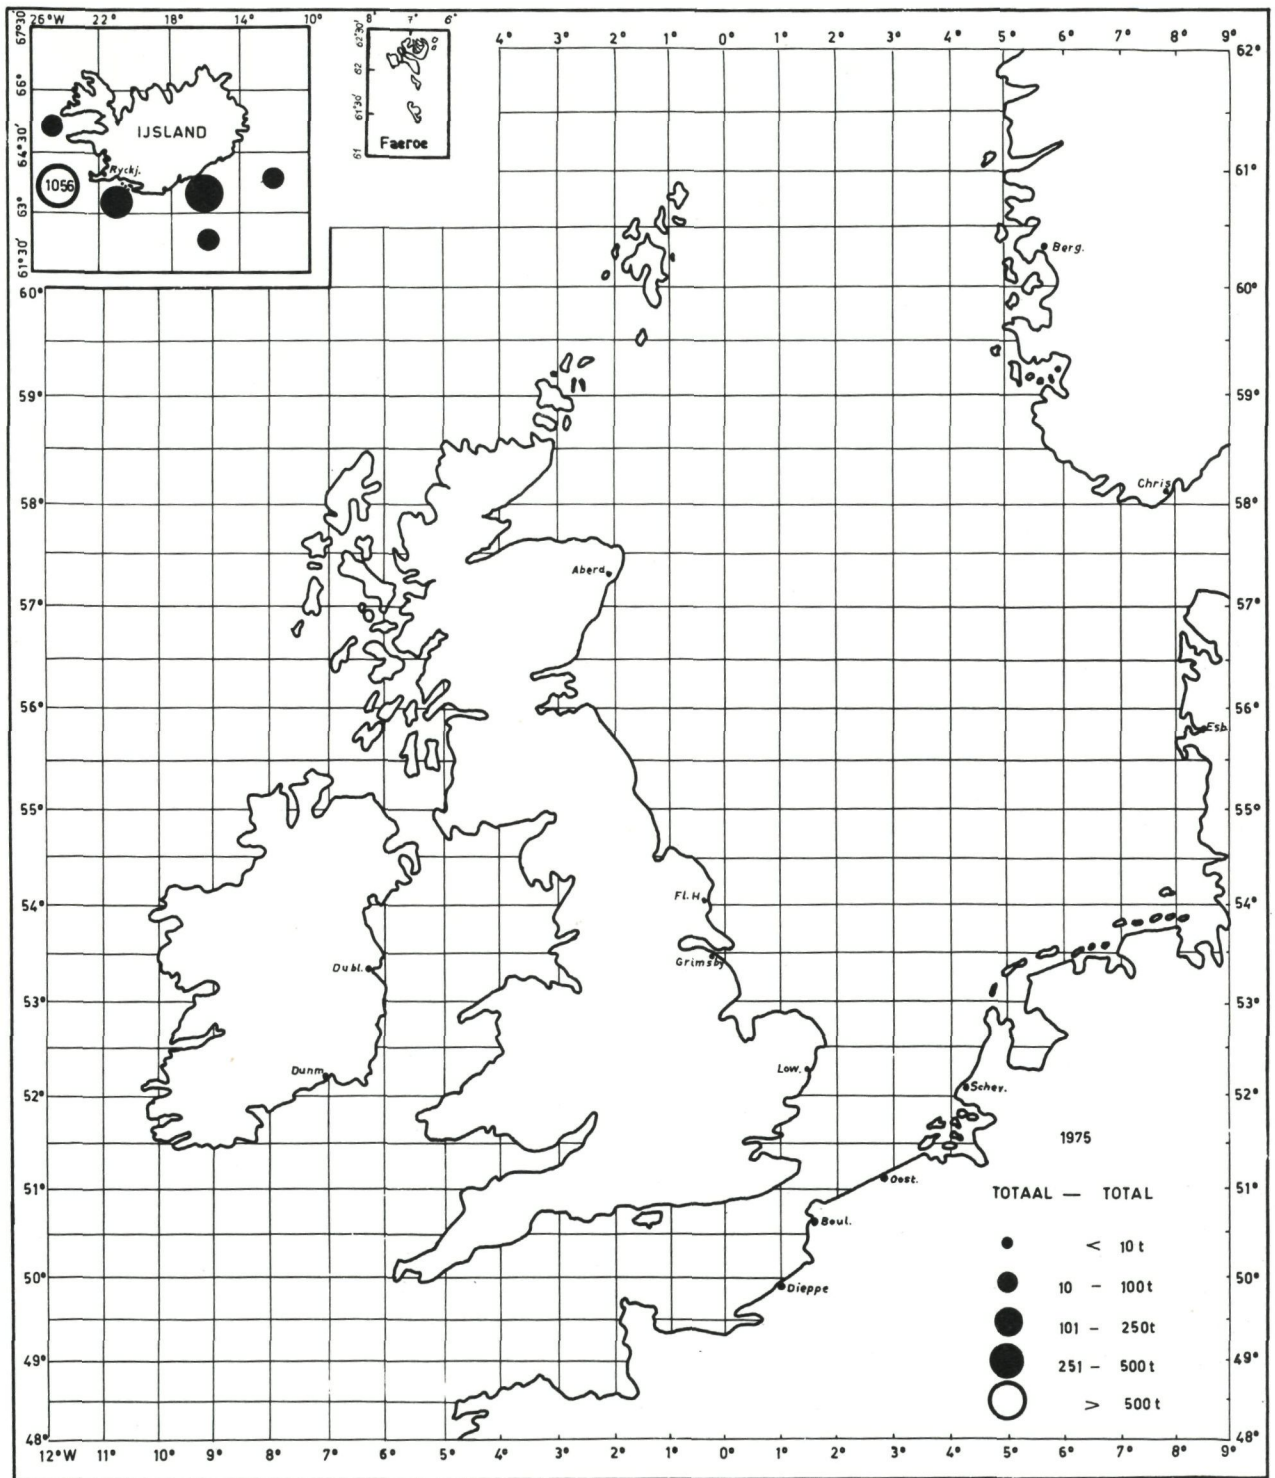 26°W 22° 18° 14° 10°
67°30
66°
64°30'
63°
61°30'
IJSLAND
Ryckj.
1056
8° 7° 6°
62°30'
62
61°30'
61
Faeroe
4° 3° 2° 1° 0° 1° 2° 3° 4° 5° 6° 7° 8° 9°
62°
61°
Berg.
60° 60°
59° 59°
Chris
58° 58°
Aberd
57° 57°
56° 56°
Esb
55° 55°
Fl.H
54° 54°
Dubl.
Grimsby
53° 53°
Low.
Dunm
Schev.
52° 52°
1975
Oost.
51° 51°
TOTAAL — TOTAL
Boul.
< 10 t
50° 50°
Dieppe
10 – 100t
101 – 250t
49° 49°
251 – 500t
> 500t
48° 48°
12°W 11° 10° 9° 8° 7° 6° 5° 4° 3° 2° 1° 0° 1° 2° 3° 4° 5° 6° 7° 8° 9°